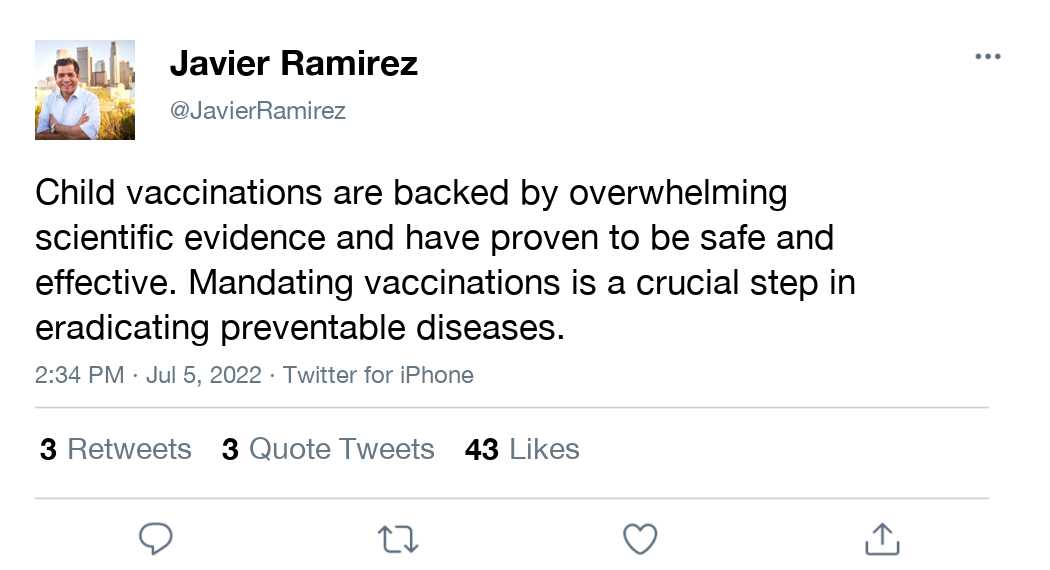 Javier Ramirez
@JavierRamirez
Child vaccinations are backed by overwhelming
scientific evidence and have proven to be safe and
effective. Mandating vaccinations is a crucial step in
eradicating preventable diseases.
2:34 PM · Jul 5, 2022 · Twitter for iPhone
3 Retweets 3 Quote Tweets 43 Likes